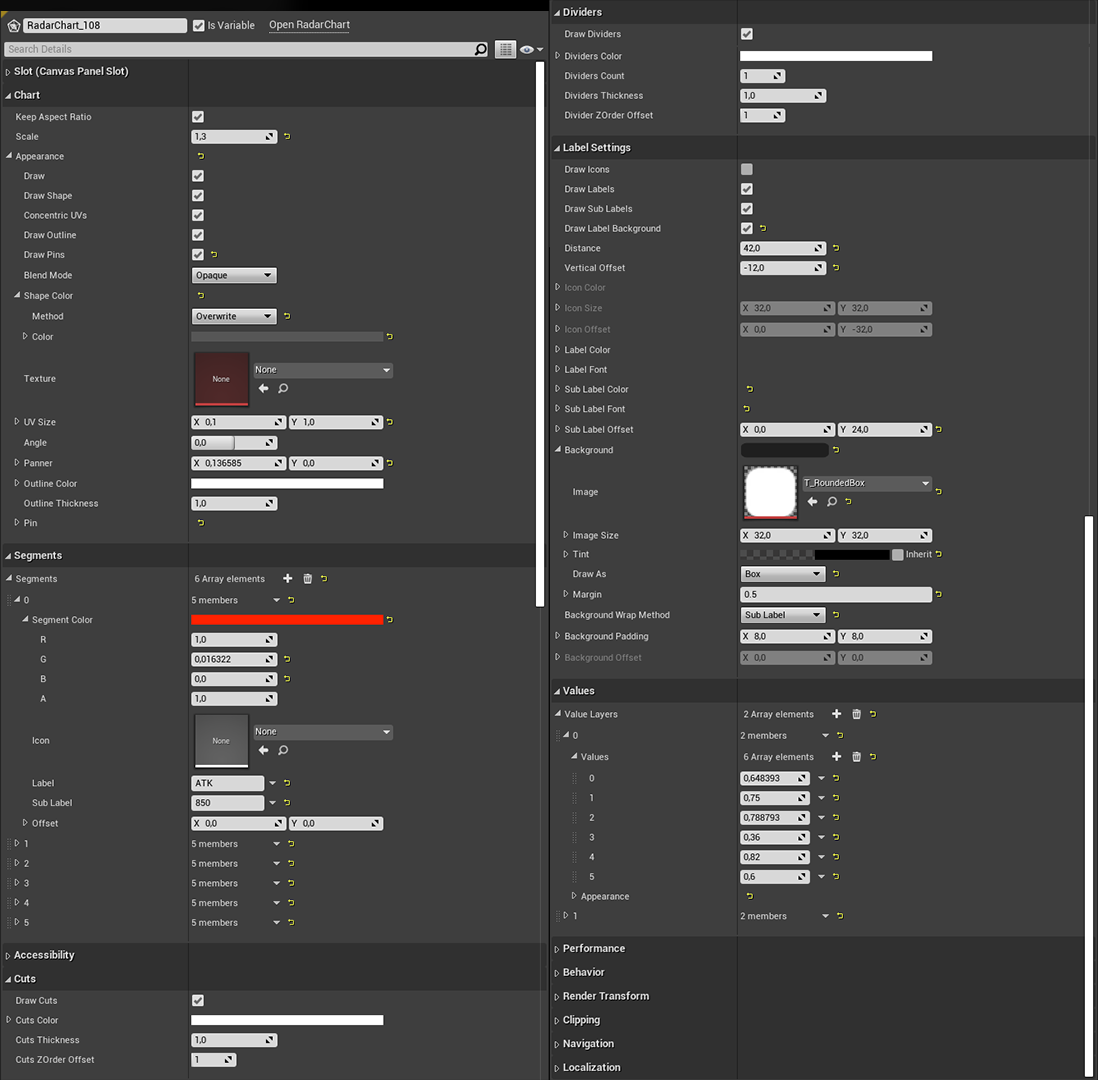 RadarChart_108 Is Variable Open RadarChart
Search Details
Slot (Canvas Panel Slot)
Chart
Keep Aspect Ratio
Scale 1,3
Appearance
Draw
Draw Shape
Concentric UVs
Draw Outline
Draw Pins
Blend Mode Opaque
Shape Color
Method Overwrite
Color
Texture None None
UV Size X 0,1 Y 1,0
Angle 0,0
Panner X 0,136585 Y 0,0
Outline Color
Outline Thickness 1,0
Pin
Segments
Segments 6 Array elements
0 5 members
Segment Color
R 1,0
G 0,016322
B 0,0
A 1,0
Icon None None
Label ATK
Sub Label 850
Offset X 0,0 Y 0,0
1 5 members
2 5 members
3 5 members
4 5 members
5 5 members
Accessibility
Cuts
Draw Cuts
Cuts Color
Cuts Thickness 1,0
Cuts ZOrder Offset 1
Dividers
Draw Dividers
Dividers Color
Dividers Count 1
Dividers Thickness 1,0
Divider ZOrder Offset 1
Label Settings
Draw Icons
Draw Labels
Draw Sub Labels
Draw Label Background
Distance 42,0
Vertical Offset -12,0
Icon Color
Icon Size X 32,0 Y 32,0
Icon Offset X 0,0 Y -32,0
Label Color
Label Font
Sub Label Color
Sub Label Font
Sub Label Offset X 0,0 Y 24,0
Background
Image T_RoundedBox
Image Size X 32,0 Y 32,0
Tint Inherit
Draw As Box
Margin 0.5
Background Wrap Method Sub Label
Background Padding X 8,0 Y 8,0
Background Offset X 0,0 Y 0,0
Values
Value Layers 2 Array elements
0 2 members
Values 6 Array elements
0 0,648393
1 0,75
2 0,788793
3 0,36
4 0,82
5 0,6
Appearance
1 2 members
Performance
Behavior
Render Transform
Clipping
Navigation
Localization